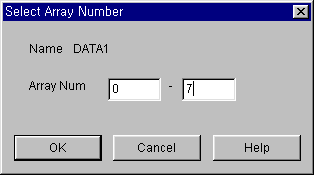 Select Array Number
Name DATA1
Array Num 0 - 7
OK Cancel Help